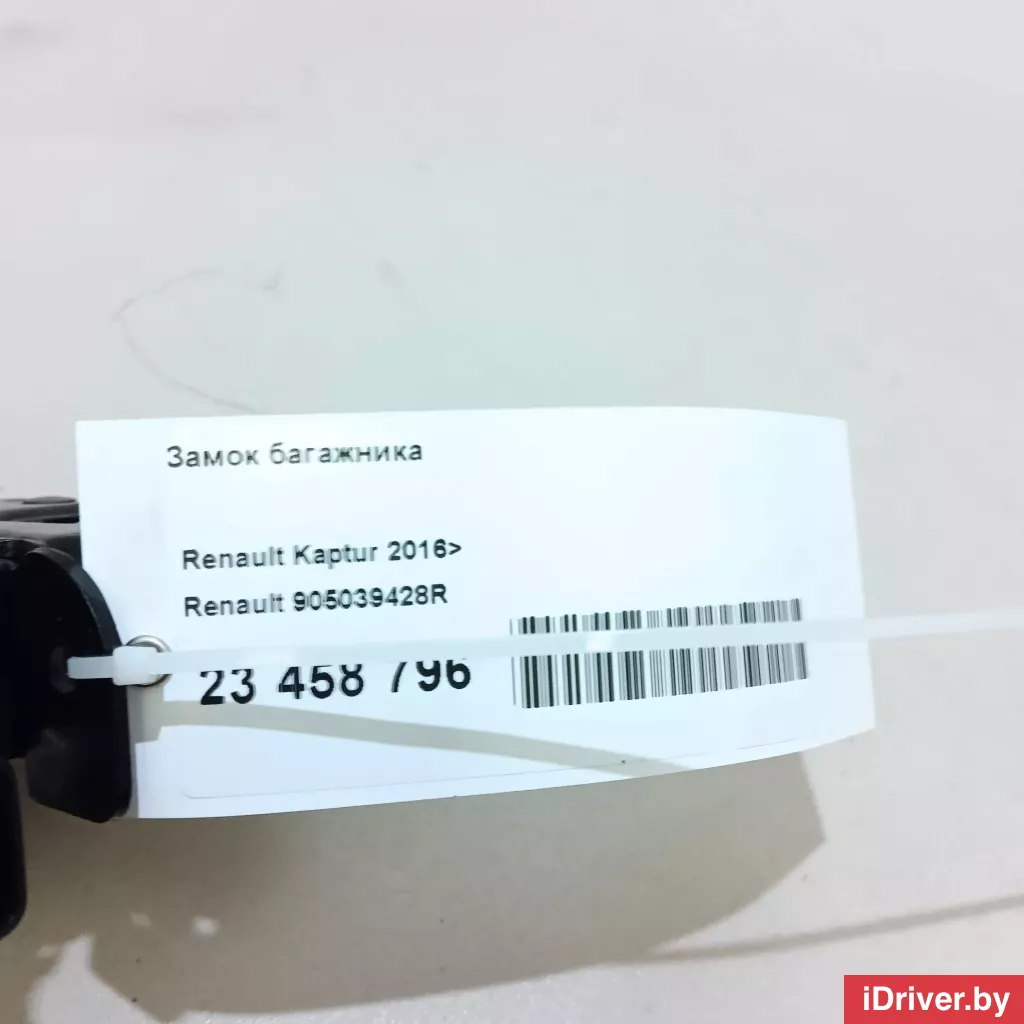 Замок багажника
Renault Kaptur 2016>
Renault 905039428R
23 458 796
iDriver.by